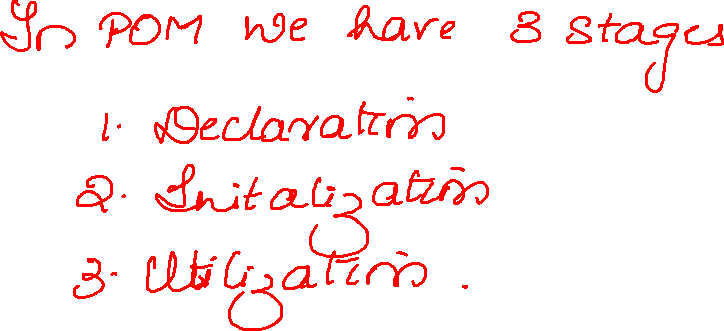 In POM we have 3 stages
1. Declaration
2. Initalization
3. Utilization.